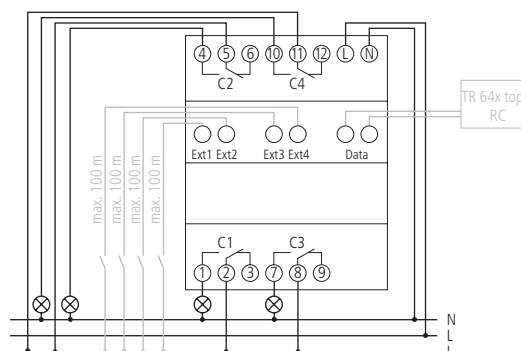 4 5 6 10 11 12 L N
C2 C4
TR 64x top
RC
Ext1 Ext2 Ext3 Ext4 Data
max. 100 m
max. 100 m
max. 100 m
max. 100 m
C1 C3
1 2 3 7 8 9
N
L